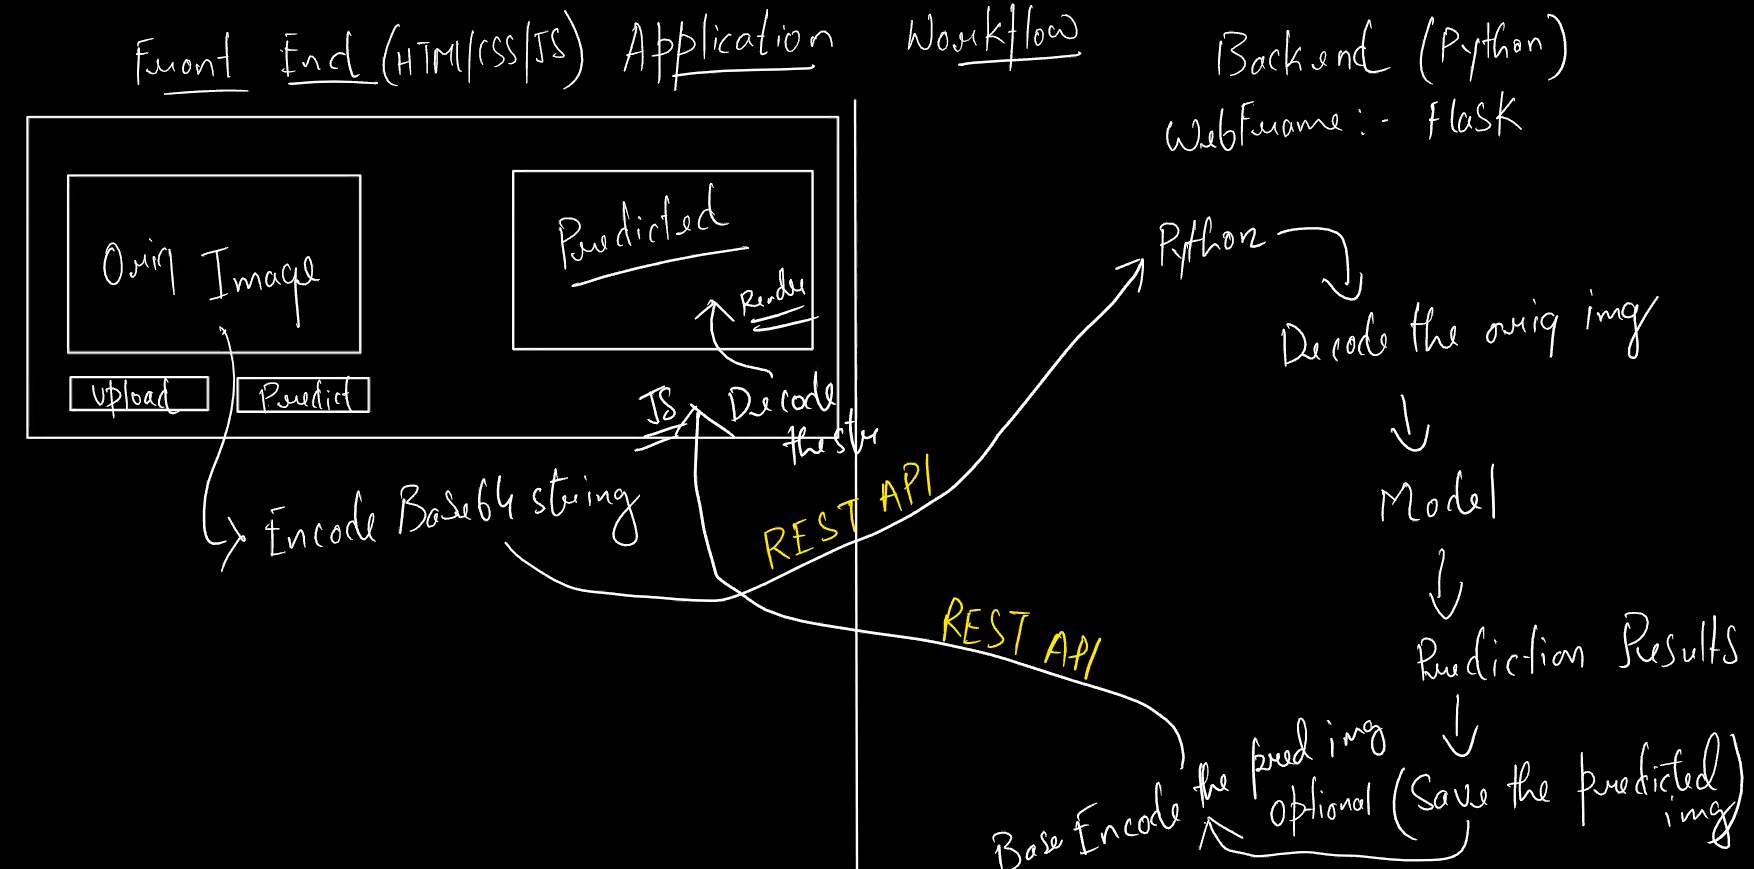 Front End (HTML/CSS/JS) Application Workflow
Backend (Python)
WebFrame:- Flask
Orig Image
Predicted
Render
Upload
Predict
JS
Decode
the str
Encode Base64 string
REST API
REST API
Python
Decode the orig img
Model
Prediction Results
optional (Save the predicted img)
Base Encode the pred img